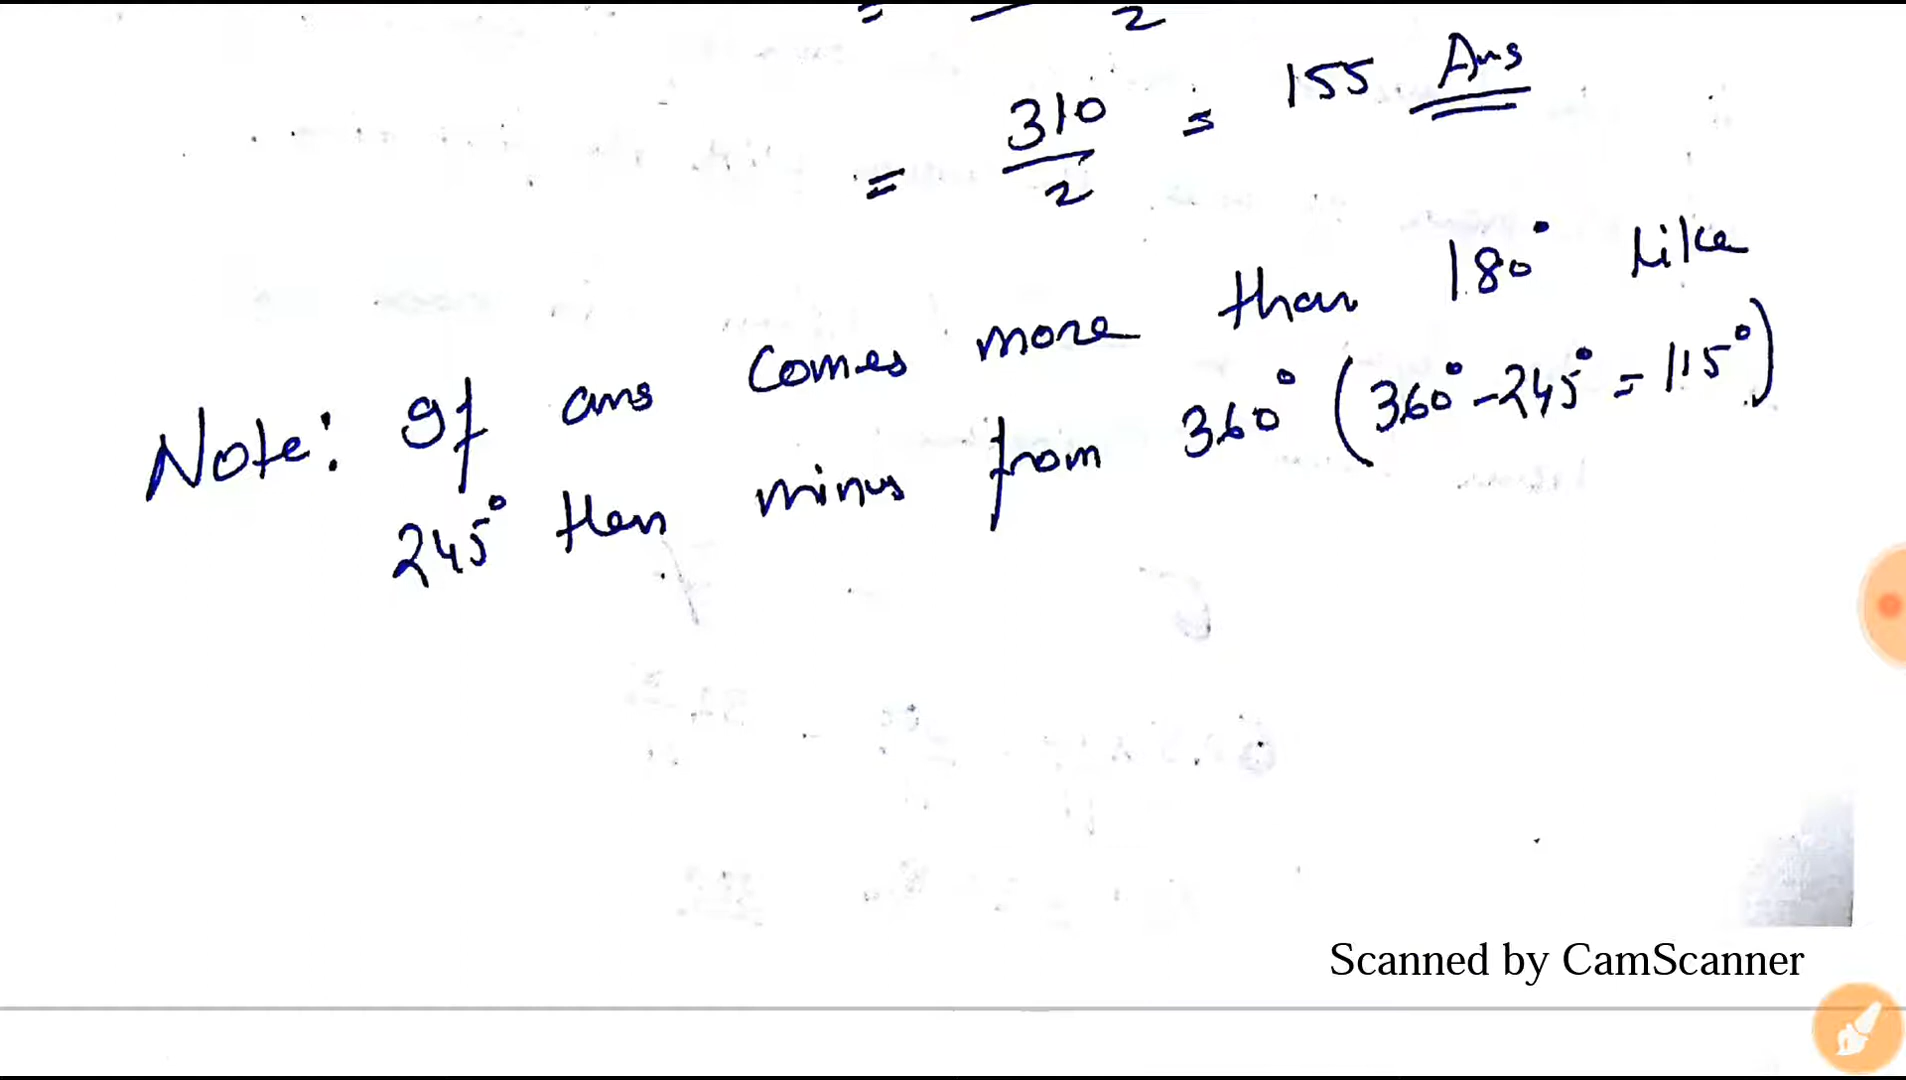 = 2
= 310/2 = 155 Ans
Note: If ans comes more than 180° like
245° then minus from 360° (360° - 245° = 115°)
Scanned by CamScanner